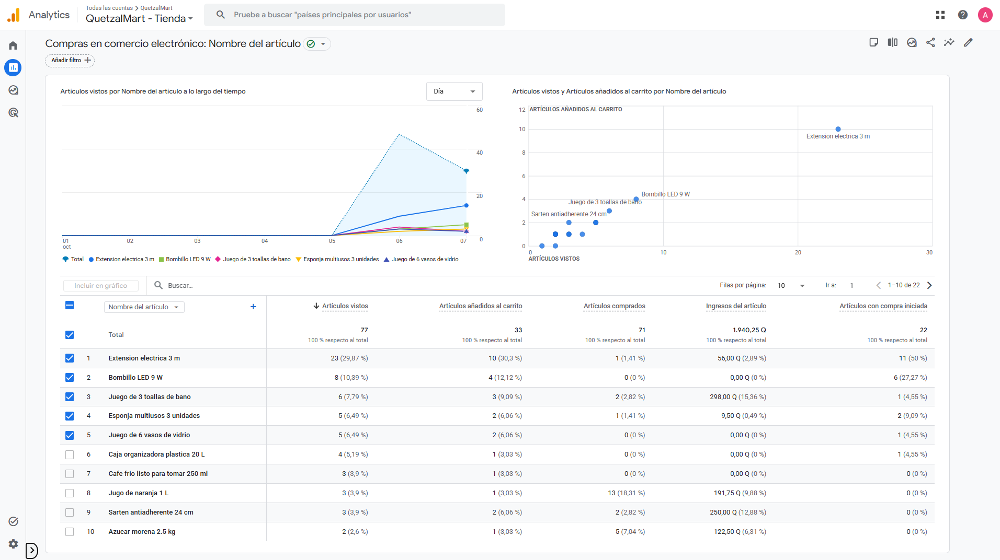 Analytics
Todas las cuentas > QuetzalMart
QuetzalMart - Tienda
Pruebe a buscar "países principales por usuarios"
A
Compras en comercio electrónico: Nombre del artículo
Añadir filtro +
Artículos vistos por Nombre del artículo a lo largo del tiempo
Día
60
40
20
0
01 oct
02
03
04
05
06
07
Total
Extension electrica 3 m
Bombillo LED 9 W
Juego de 3 toallas de bano
Esponja multiusos 3 unidades
Juego de 6 vasos de vidrio
Artículos vistos y Artículos añadidos al carrito por Nombre del artículo
ARTÍCULOS AÑADIDOS AL CARRITO
12
10
8
6
4
2
0
Extension electrica 3 m
Bombillo LED 9 W
Juego de 3 toallas de bano
Sarten antiadherente 24 cm
0
10
20
30
ARTÍCULOS VISTOS
Incluir en gráfico
Buscar...
Filas por página: 10
Ir a: 1
1–10 de 22
Nombre del artículo
+
Artículos vistos
Artículos añadidos al carrito
Artículos comprados
Ingresos del artículo
Artículos con compra iniciada
Total
77
33
71
1.940,25 Q
22
100 % respecto al total
100 % respecto al total
100 % respecto al total
100 % respecto al total
100 % respecto al total
1 Extension electrica 3 m 23 (29,87 %) 10 (30,3 %) 1 (1,41 %) 56,00 Q (2,89 %) 11 (50 %)
2 Bombillo LED 9 W 8 (10,39 %) 4 (12,12 %) 0 (0 %) 0,00 Q (0 %) 6 (27,27 %)
3 Juego de 3 toallas de bano 6 (7,79 %) 3 (9,09 %) 2 (2,82 %) 298,00 Q (15,36 %) 1 (4,55 %)
4 Esponja multiusos 3 unidades 5 (6,49 %) 2 (6,06 %) 1 (1,41 %) 9,50 Q (0,49 %) 2 (9,09 %)
5 Juego de 6 vasos de vidrio 5 (6,49 %) 2 (6,06 %) 0 (0 %) 0,00 Q (0 %) 1 (4,55 %)
6 Caja organizadora plastica 20 L 4 (5,19 %) 1 (3,03 %) 0 (0 %) 0,00 Q (0 %) 1 (4,55 %)
7 Cafe frio listo para tomar 250 ml 3 (3,9 %) 1 (3,03 %) 0 (0 %) 0,00 Q (0 %) 0 (0 %)
8 Jugo de naranja 1 L 3 (3,9 %) 1 (3,03 %) 13 (18,31 %) 191,75 Q (9,88 %) 0 (0 %)
9 Sarten antiadherente 24 cm 3 (3,9 %) 2 (6,06 %) 2 (2,82 %) 250,00 Q (12,88 %) 0 (0 %)
10 Azucar morena 2.5 kg 2 (2,6 %) 1 (3,03 %) 5 (7,04 %) 122,50 Q (6,31 %) 0 (0 %)